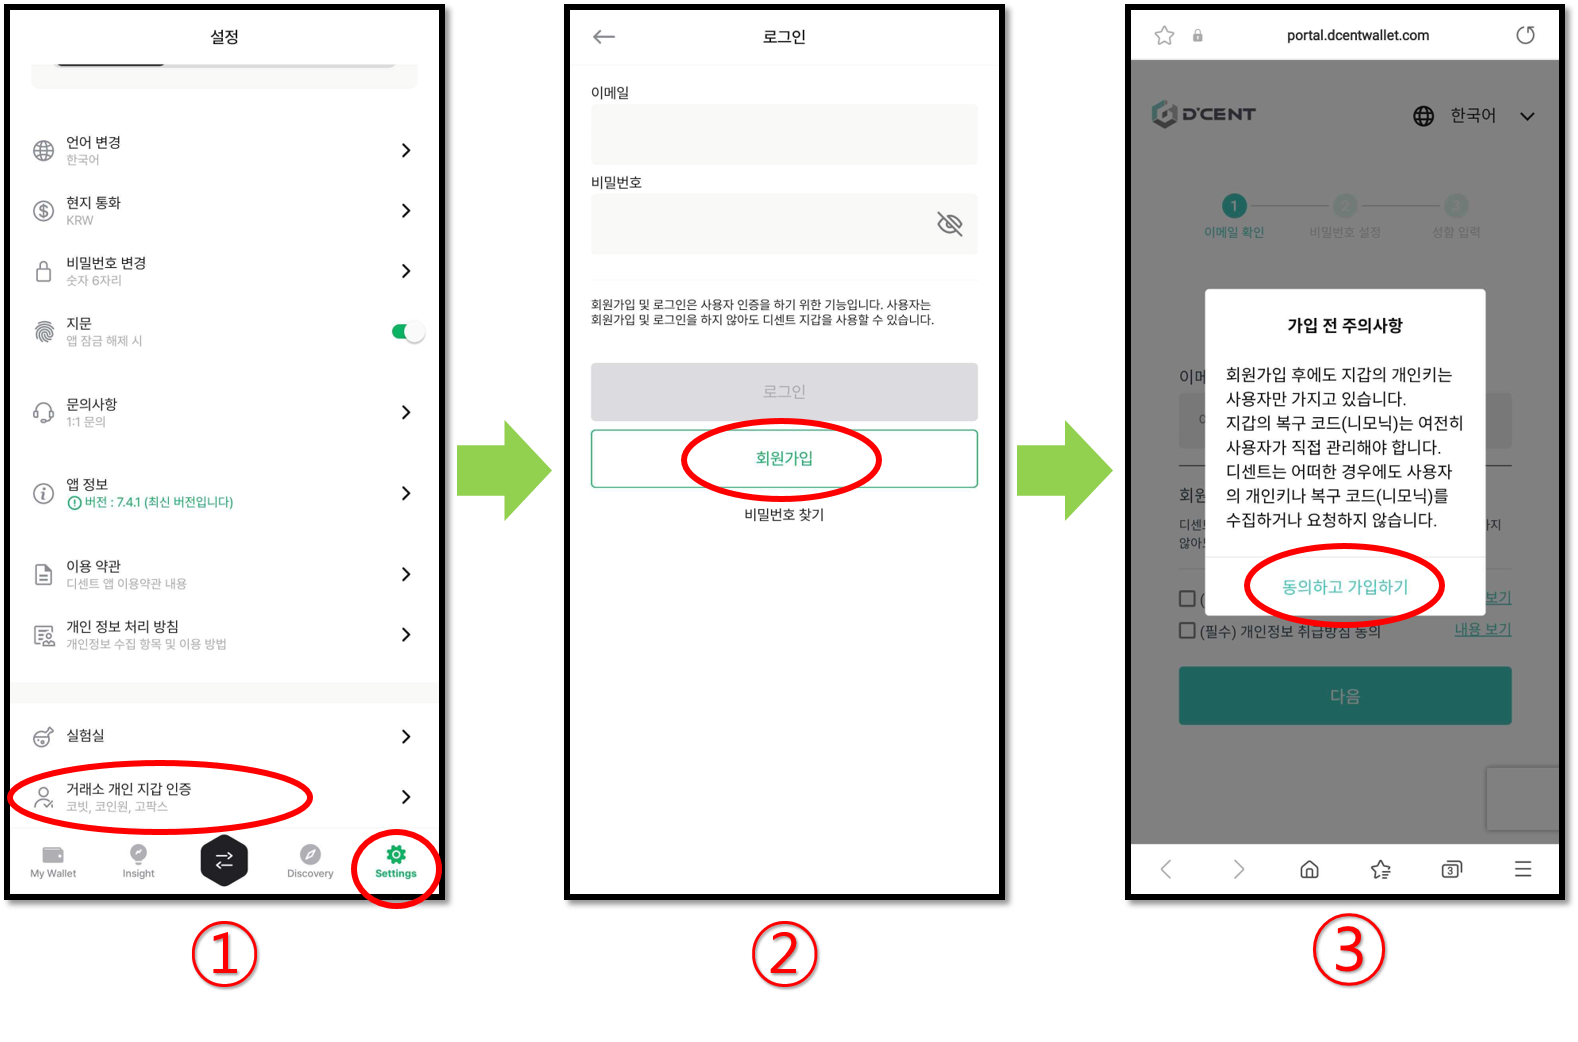 설정
언어 변경
한국어
현지 통화
KRW
비밀번호 변경
숫자 6자리
지문
앱 잠금 해제 시
문의사항
1:1 문의
앱 정보
버전 : 7.4.1 (최신 버전입니다)
이용 약관
디센트 앱 이용약관 내용
개인 정보 처리 방침
개인정보 수집 항목 및 이용 방법
실험실
거래소 개인 지갑 인증
코빗, 코인원, 고팍스
My Wallet
Insight
Discovery
Settings
①
로그인
이메일
비밀번호
회원가입 및 로그인은 사용자 인증을 하기 위한 기능입니다. 사용자는
회원가입 및 로그인을 하지 않아도 디센트 지갑을 사용할 수 있습니다.
로그인
회원가입
비밀번호 찾기
②
portal.dcentwallet.com
D'CENT
한국어
1
2
3
이메일 확인
비밀번호 설정
성함 입력
가입 전 주의사항
이메
회원가입 후에도 지갑의 개인키는
사용자만 가지고 있습니다.
지갑의 복구 코드(니모닉)는 여전히
사용자가 직접 관리해야 합니다.
디센트는 어떠한 경우에도 사용자
의 개인키나 복구 코드(니모닉)를
수집하거나 요청하지 않습니다.
회원
디센
하지
않아도
동의하고 가입하기
(
보기
(필수) 개인정보 취급방침 동의
내용 보기
다음
3
③